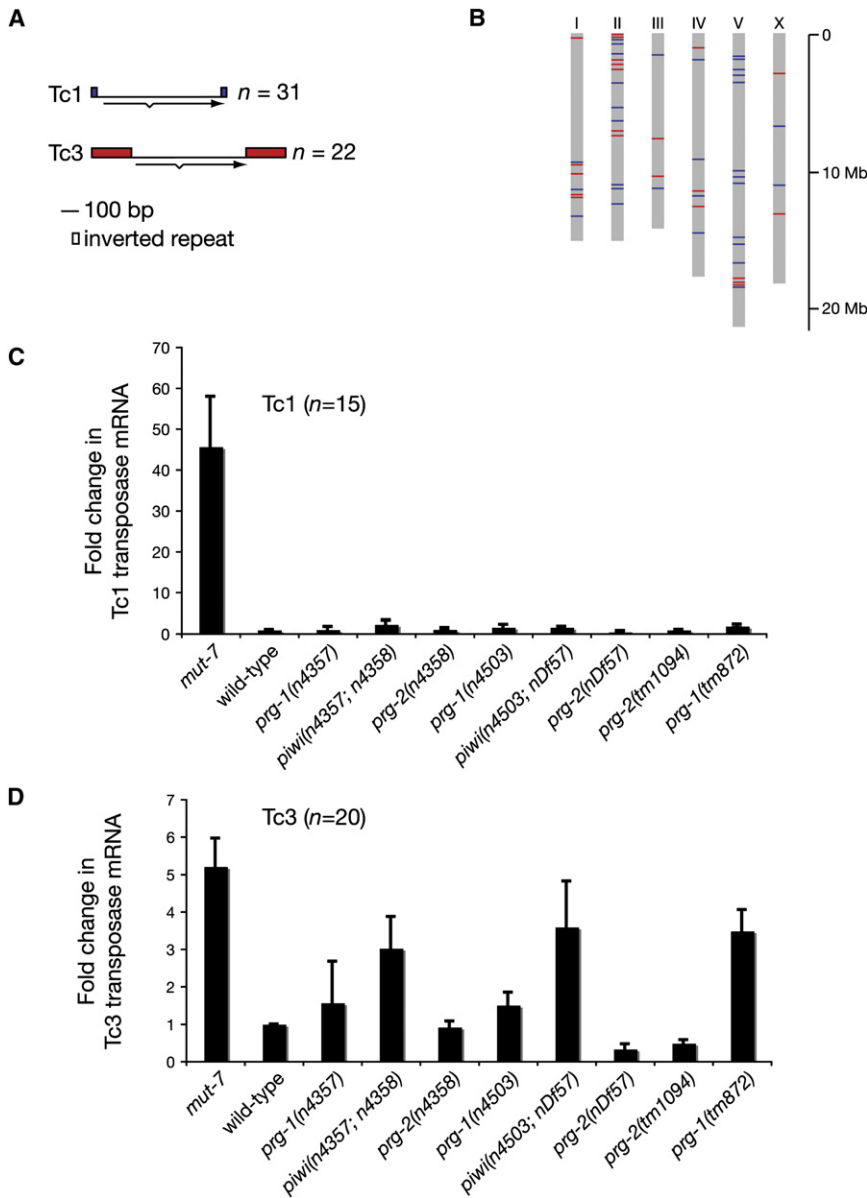 A
Tc1
n = 31
Tc3
n = 22
100 bp
inverted repeat
B
I II III IV V X
0
10 Mb
20 Mb
C
Fold change in
Tc1 transposase mRNA
70
60
50
40
30
20
10
0
Tc1 (n=15)
mut-7
wild-type
prg-1(n4357)
piwi(n4357; n4358)
prg-2(n4358)
prg-1(n4503)
piwi(n4503; nDf57)
prg-2(nDf57)
prg-2(tm1094)
prg-1(tm872)
D
Fold change in
Tc3 transposase mRNA
7
6
5
4
3
2
1
0
Tc3 (n=20)
mut-7
wild-type
prg-1(n4357)
piwi(n4357; n4358)
prg-2(n4358)
prg-1(n4503)
piwi(n4503; nDf57)
prg-2(nDf57)
prg-2(tm1094)
prg-1(tm872)